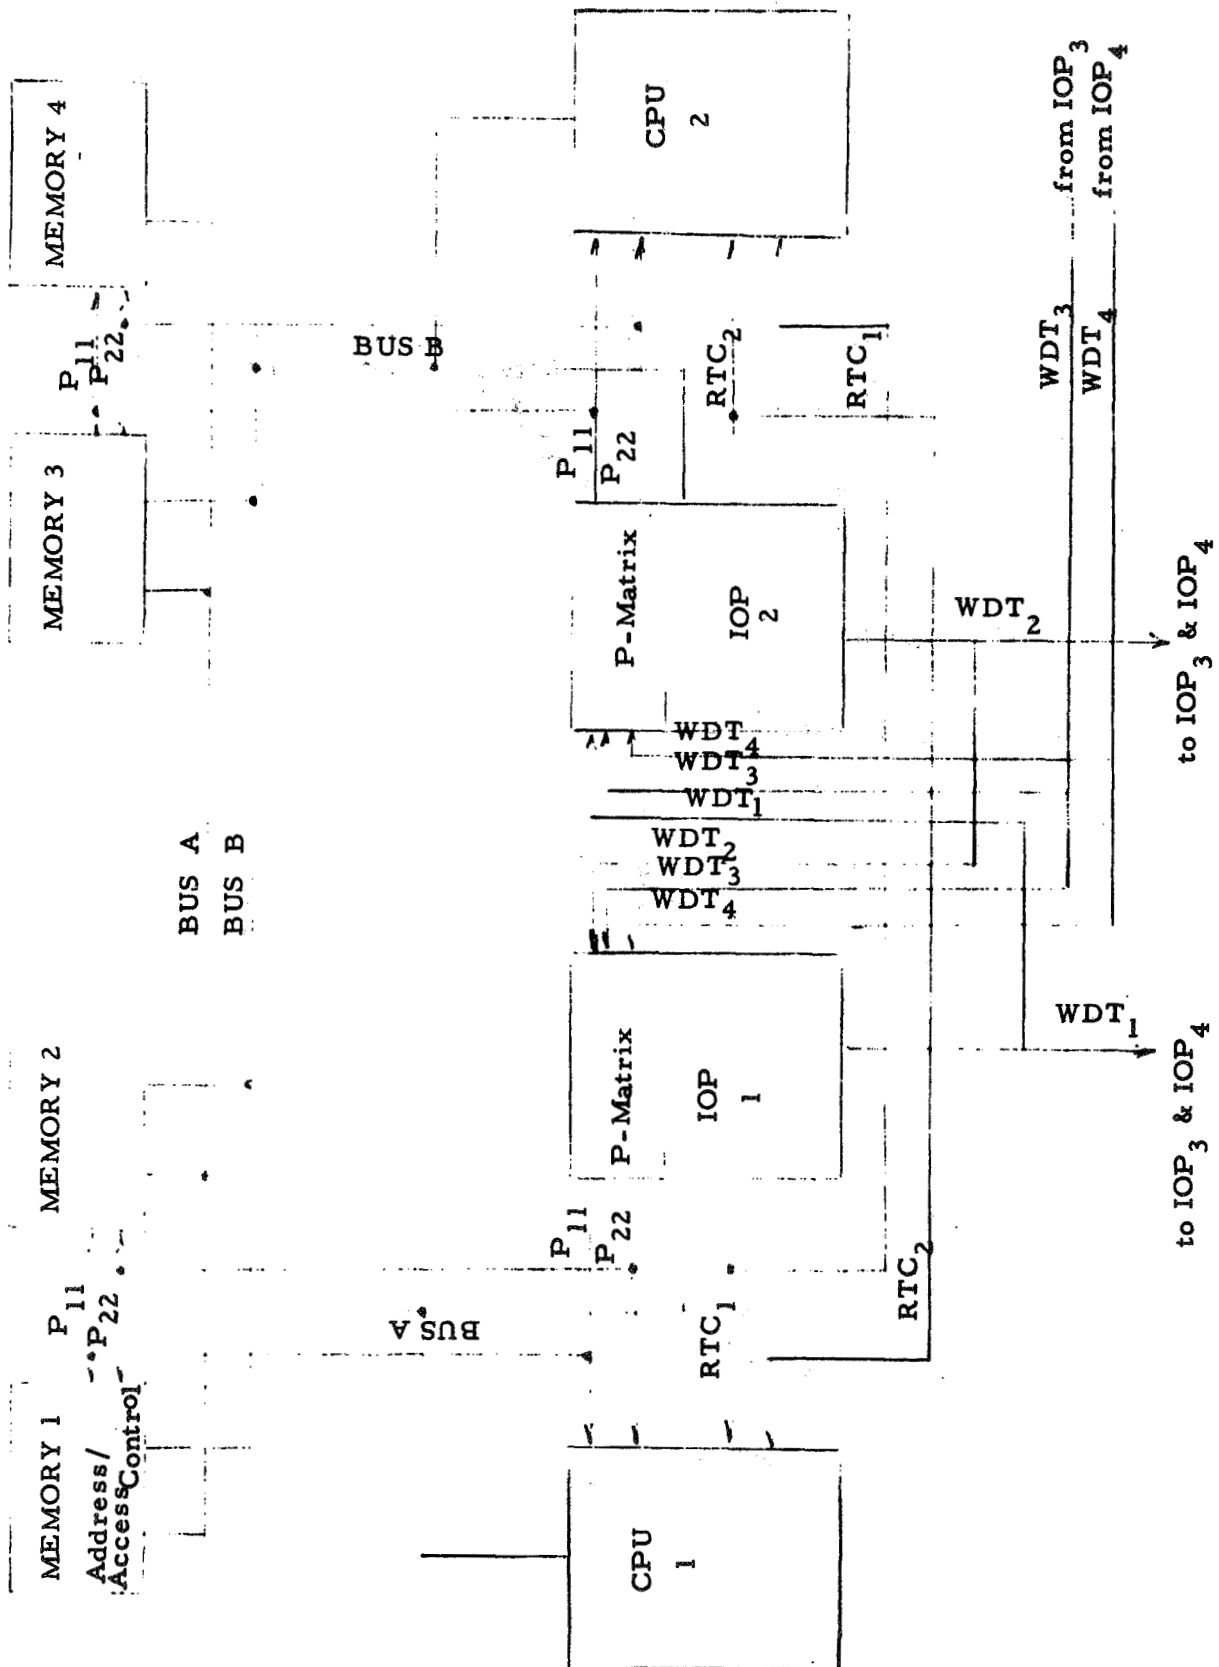 MEMORY 1
Address/
Access Control
P11
P22
MEMORY 2
MEMORY 3
P11
P22
MEMORY 4
BUS A
BUS B
BUS A
BUS B
CPU
1
P11
P22
RTC1
RTC2
P-Matrix
IOP
1
WDT4
WDT3
WDT2
WDT1
WDT3
WDT4
P-Matrix
IOP
2
P11
P22
RTC2
RTC1
CPU
2
WDT1
to IOP3 & IOP4
WDT2
to IOP3 & IOP4
WDT3
from IOP3
WDT4
from IOP4